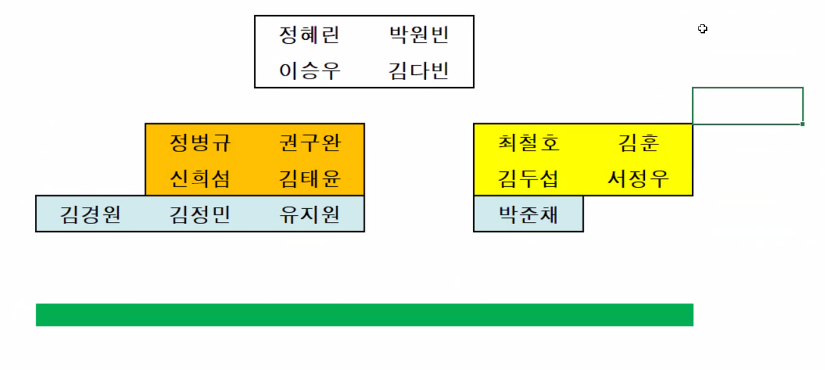 정혜린 박원빈
이승우 김다빈
정병규 권구완 최철호 김훈
신희섬 김태윤 김두섭 서정우
김경원 김정민 유지원 박준채